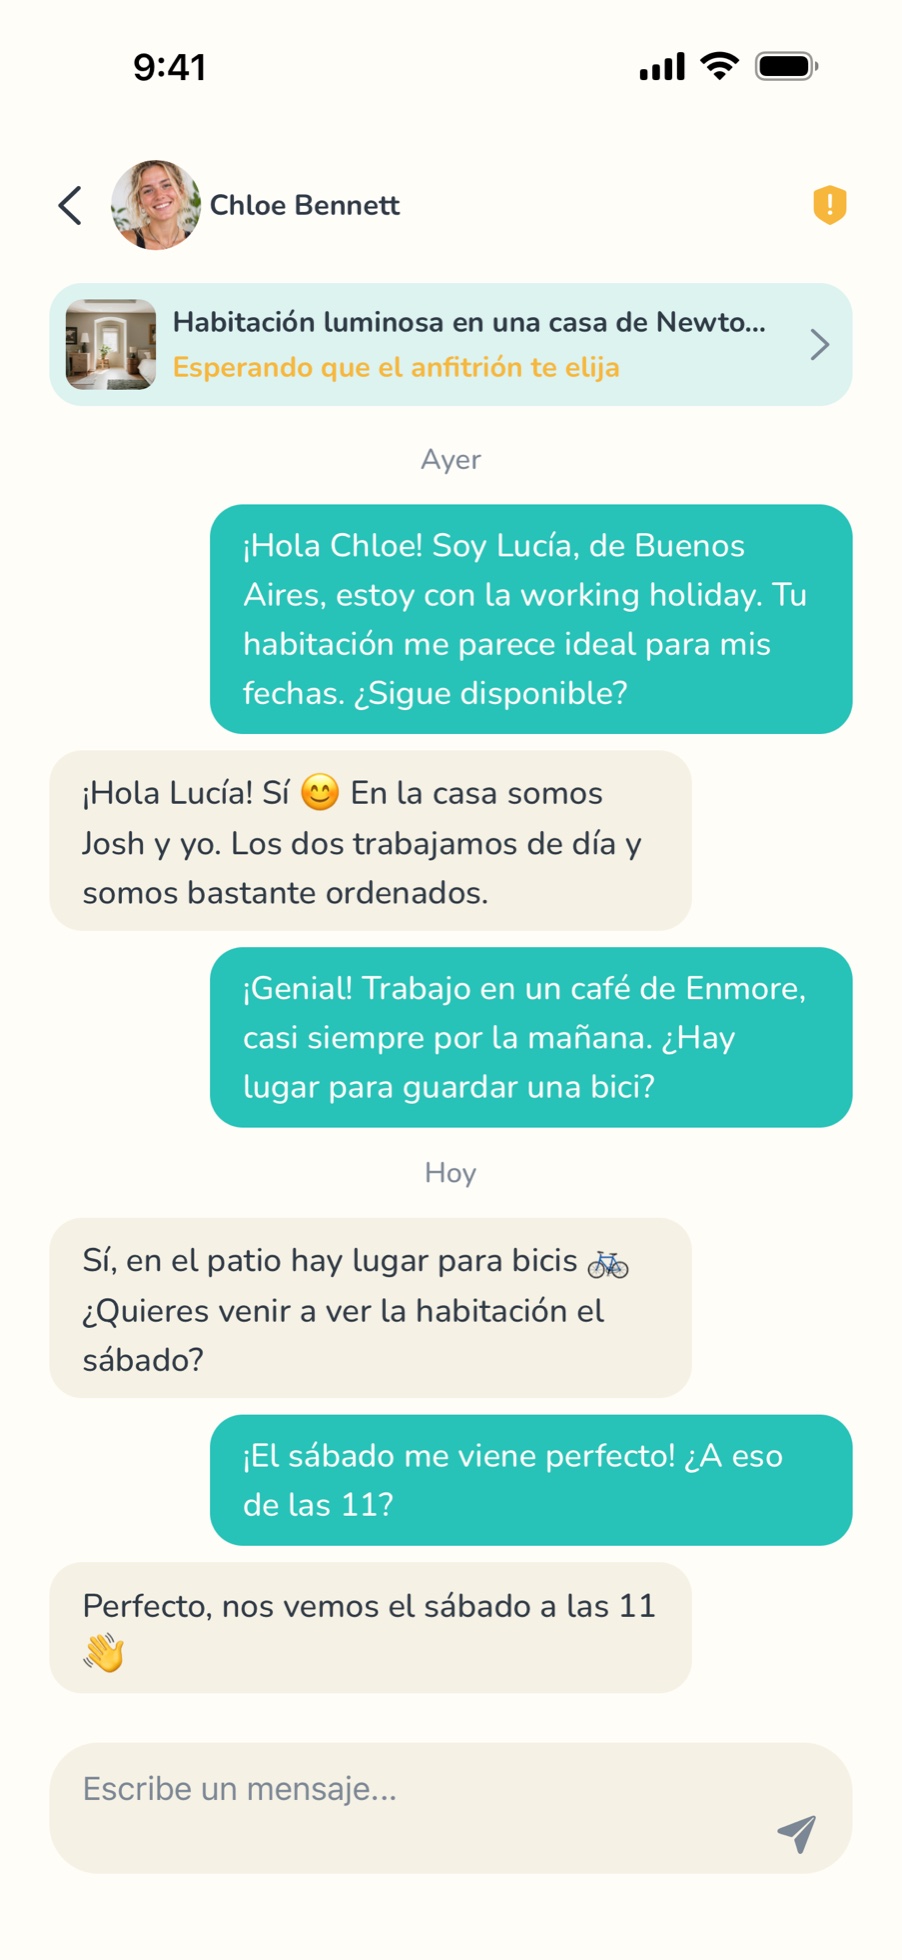 9:41
Chloe Bennett
Habitación luminosa en una casa de Newto...
Esperando que el anfitrión te elija
Ayer
¡Hola Chloe! Soy Lucía, de Buenos
Aires, estoy con la working holiday. Tu
habitación me parece ideal para mis
fechas. ¿Sigue disponible?
¡Hola Lucía! Sí 😊 En la casa somos
Josh y yo. Los dos trabajamos de día y
somos bastante ordenados.
¡Genial! Trabajo en un café de Enmore,
casi siempre por la mañana. ¿Hay
lugar para guardar una bici?
Hoy
Sí, en el patio hay lugar para bicis 🚲
¿Quieres venir a ver la habitación el
sábado?
¡El sábado me viene perfecto! ¿A eso
de las 11?
Perfecto, nos vemos el sábado a las 11
👋
Escribe un mensaje...